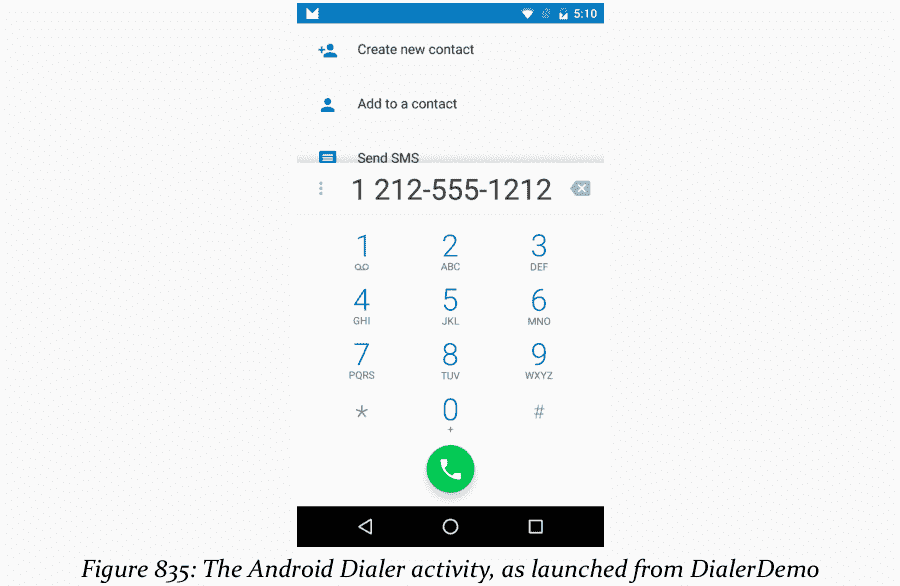 5:10
Create new contact
Add to a contact
Send SMS
1 212-555-1212
1 2 3
ABC DEF
4 5 6
GHI JKL MNO
7 8 9
PQRS TUV WXYZ
* 0 #
+
Figure 835: The Android Dialer activity, as launched from DialerDemo